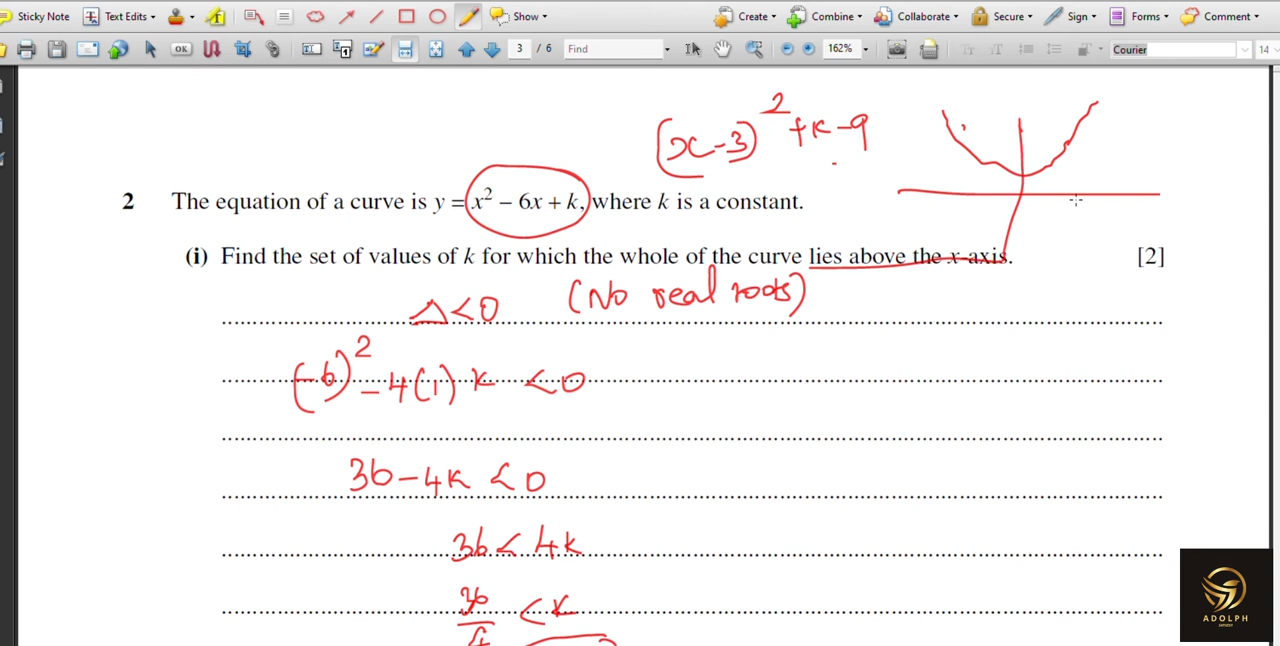 Sticky Note Text Edits Show Create Combine Collaborate Secure Sign Forms Comment
OK 3 / 6 Find 162% Tr Courier 14
(x-3)² + k - 9
2 The equation of a curve is y = x² – 6x + k, where k is a constant.
(i) Find the set of values of k for which the whole of the curve lies above the x-axis. [2]
Δ < 0 (No real roots)
(-6)² - 4(1) k < 0
36 - 4k < 0
36 < 4k
36/4 < k
ADOLPH